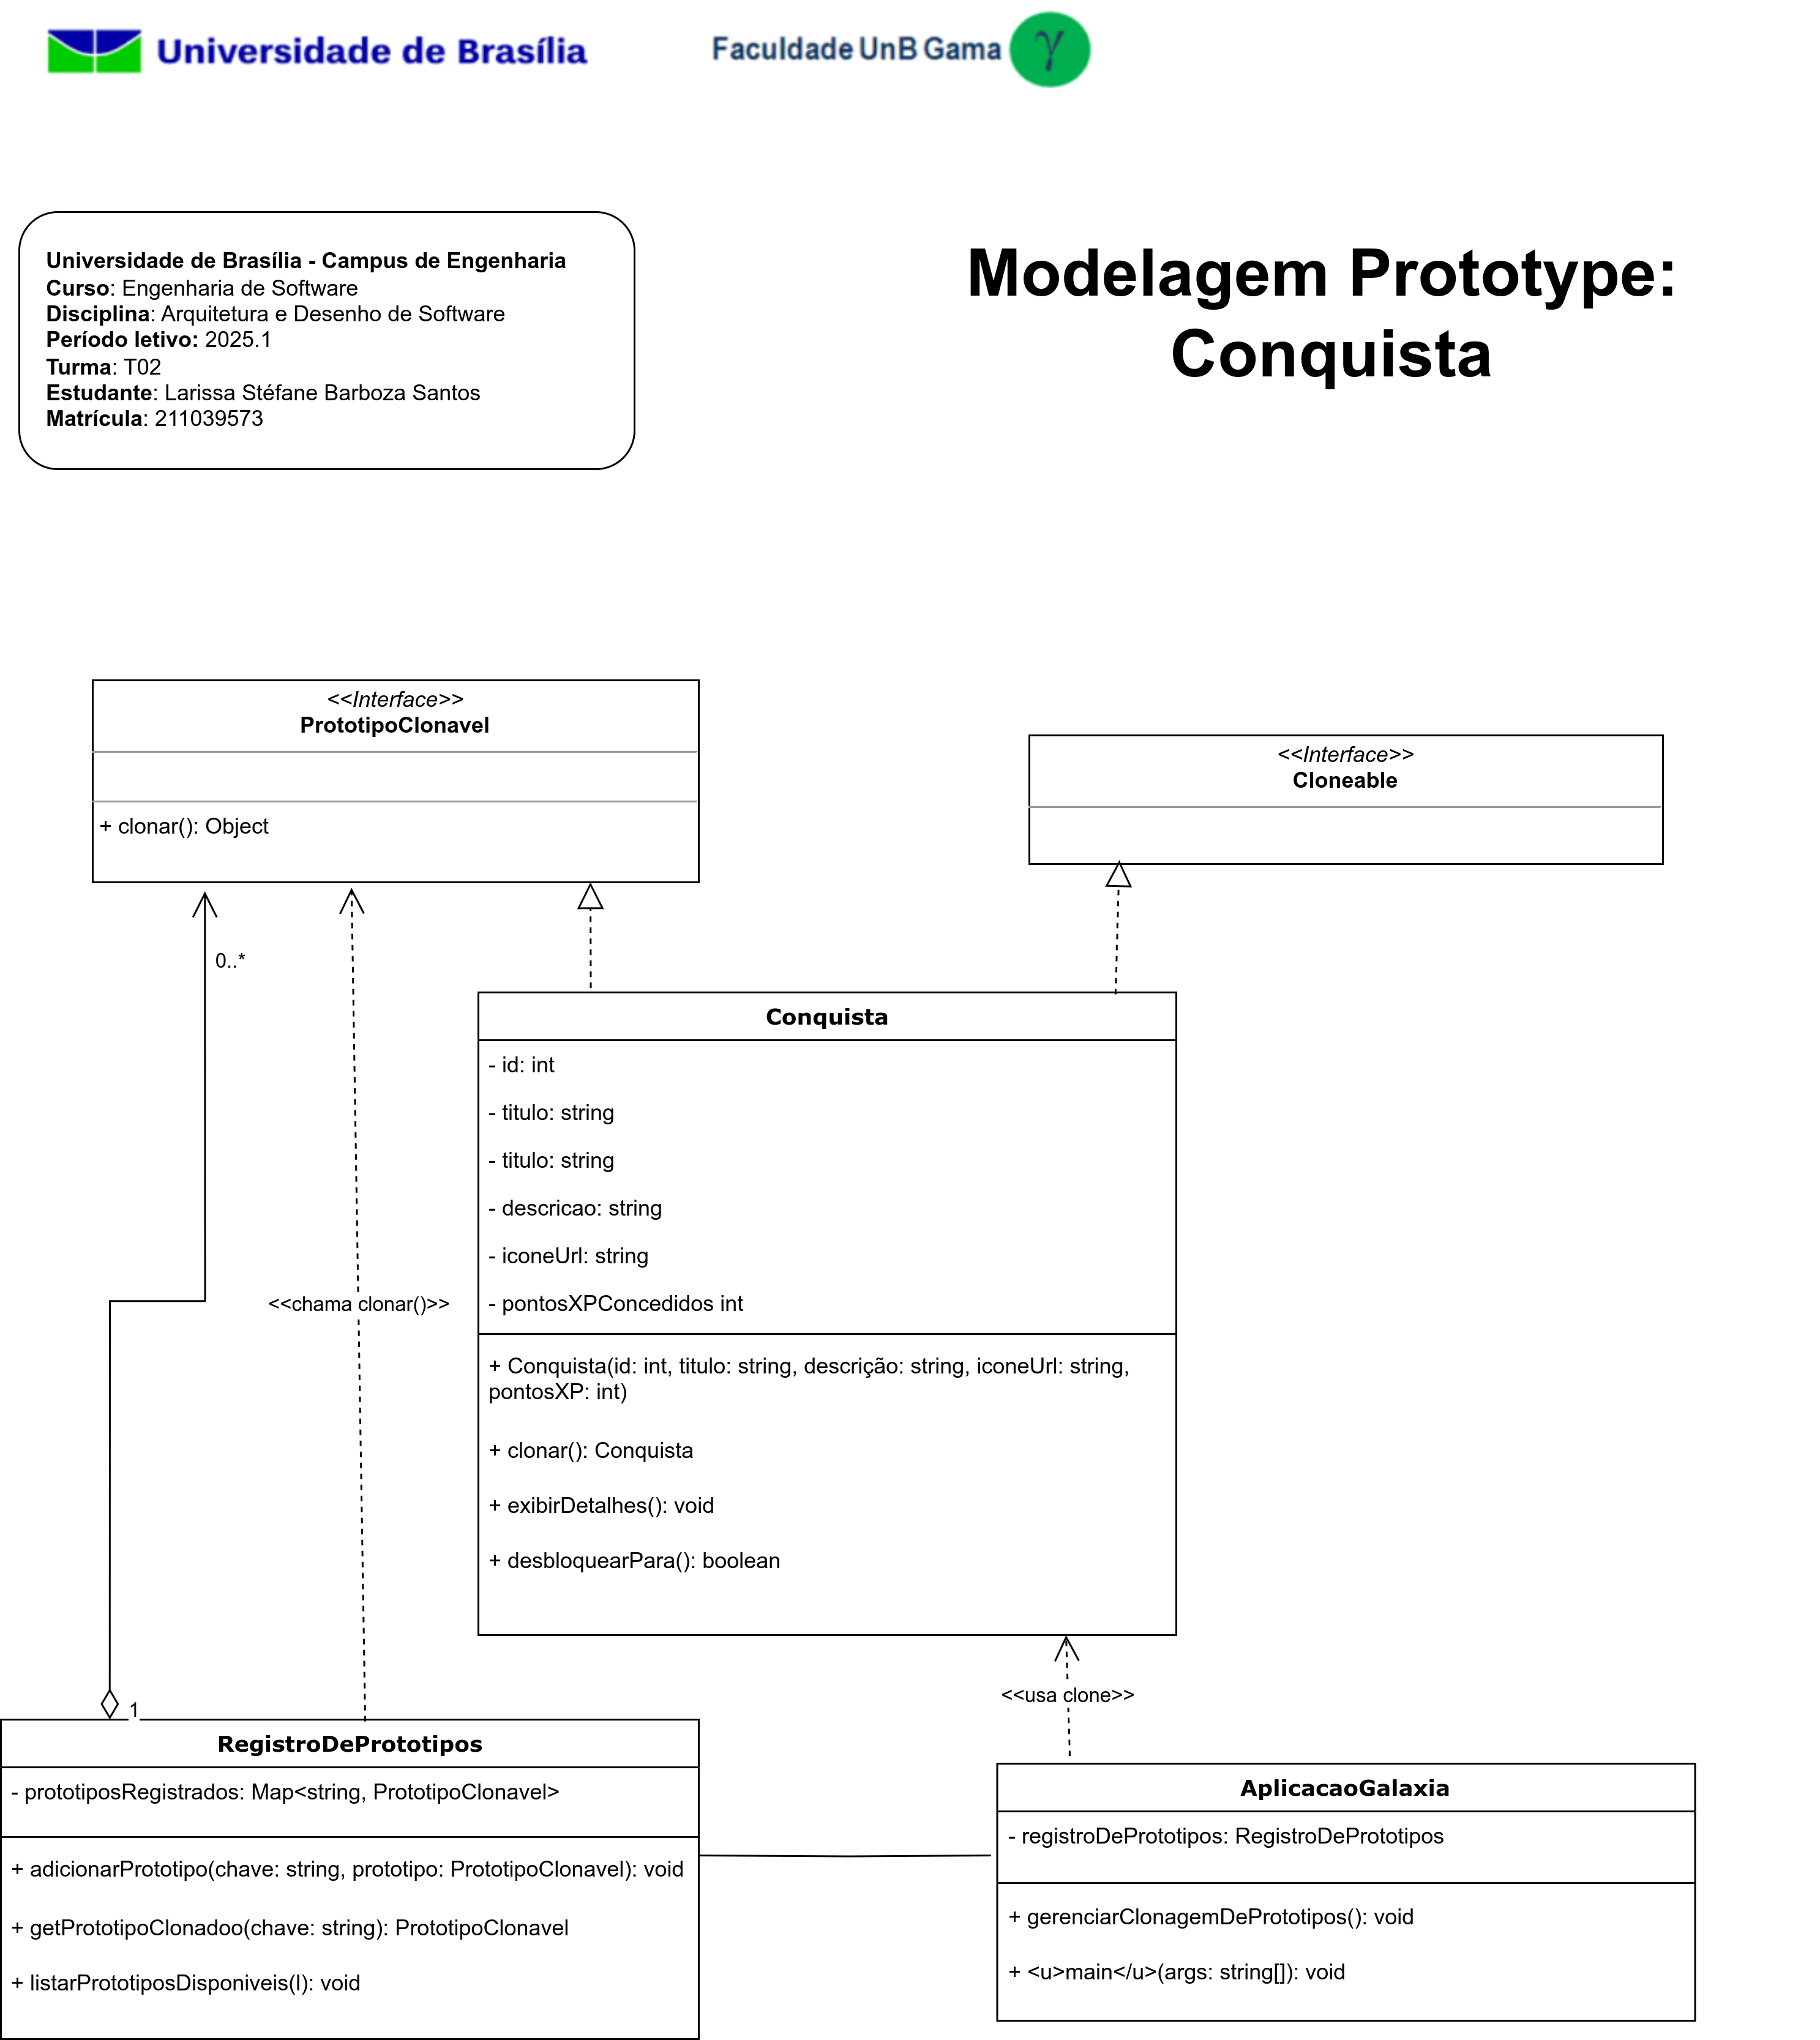 Universidade de Brasília
Faculdade UnB Gama
γ
Universidade de Brasília - Campus de Engenharia
Curso: Engenharia de Software
Disciplina: Arquitetura e Desenho de Software
Período letivo: 2025.1
Turma: T02
Estudante: Larissa Stéfane Barboza Santos
Matrícula: 211039573
Modelagem Prototype:
Conquista
<<Interface>>
PrototipoClonavel
+ clonar(): Object
<<Interface>>
Cloneable
0..*
Conquista
- id: int
- titulo: string
- titulo: string
- descricao: string
- iconeUrl: string
- pontosXPConcedidos int
+ Conquista(id: int, titulo: string, descrição: string, iconeUrl: string,
pontosXP: int)
+ clonar(): Conquista
+ exibirDetalhes(): void
+ desbloquearPara(): boolean
<<chama clonar()>>
<<usa clone>>
1
RegistroDePrototipos
- prototiposRegistrados: Map<string, PrototipoClonavel>
+ adicionarPrototipo(chave: string, prototipo: PrototipoClonavel): void
+ getPrototipoClonadoo(chave: string): PrototipoClonavel
+ listarPrototiposDisponiveis(l): void
AplicacaoGalaxia
- registroDePrototipos: RegistroDePrototipos
+ gerenciarClonagemDePrototipos(): void
+ <u>main</u>(args: string[]): void